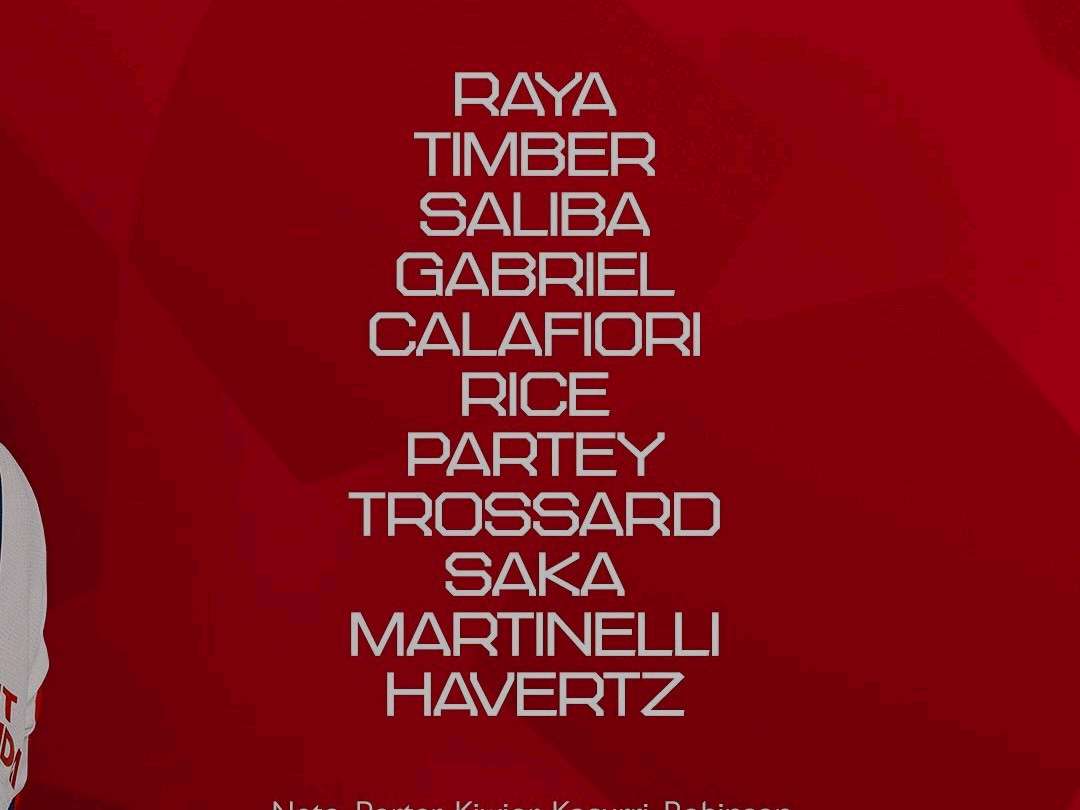 RAYA
TIMBER
SALIBA
GABRIEL
CALAFIORI
RICE
PARTEY
TROSSARD
SAKA
MARTINELLI
HAVERTZ